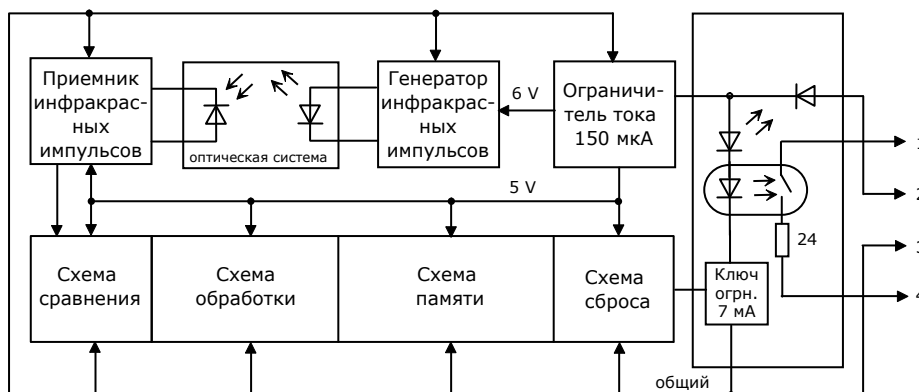 Приемник
инфракрас-
ных
импульсов
оптическая система
Генератор
инфракрас-
ных
импульсов
6 V
Ограничи-
тель тока
150 мкА
1
2
3
4
5 V
24
Схема
сравнения
Схема
обработки
Схема
памяти
Схема
сброса
Ключ
огрн.
7 мА
общий